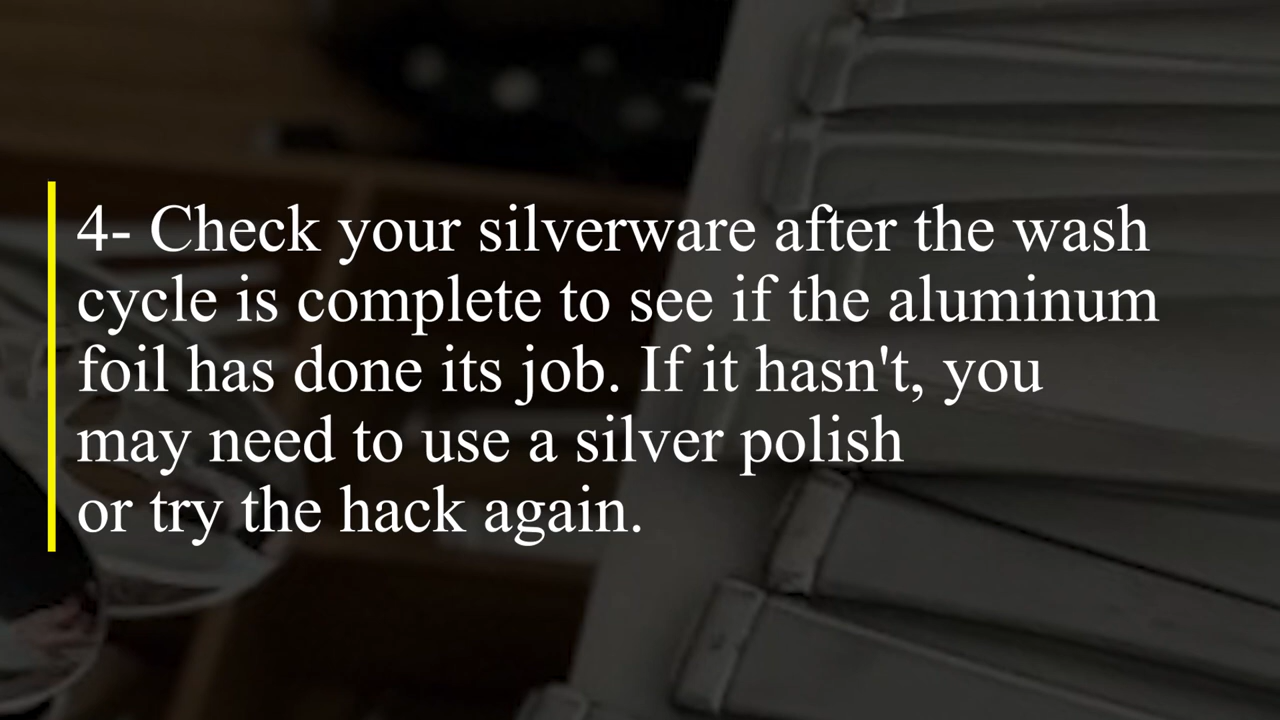 4- Check your silverware after the wash
cycle is complete to see if the aluminum
foil has done its job. If it hasn't, you
may need to use a silver polish
or try the hack again.